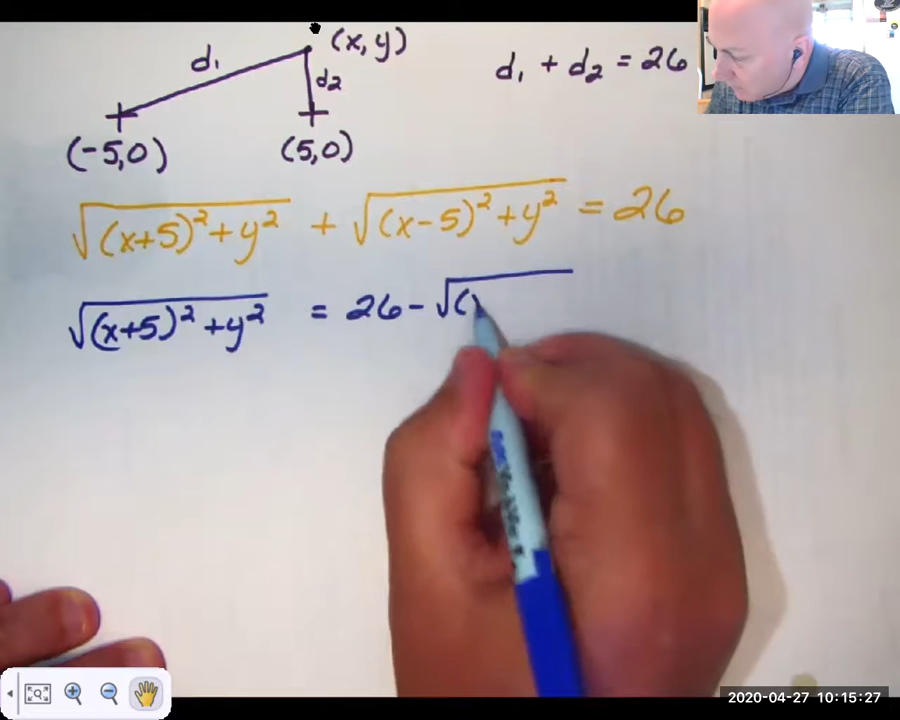 (x, y)
d₁
d₂
d₁ + d₂ = 26
(-5,0)
(5,0)
√(x+5)² + y² + √(x-5)² + y² = 26
√(x+5)² + y² = 26 - √(
2020-04-27 10:15:27